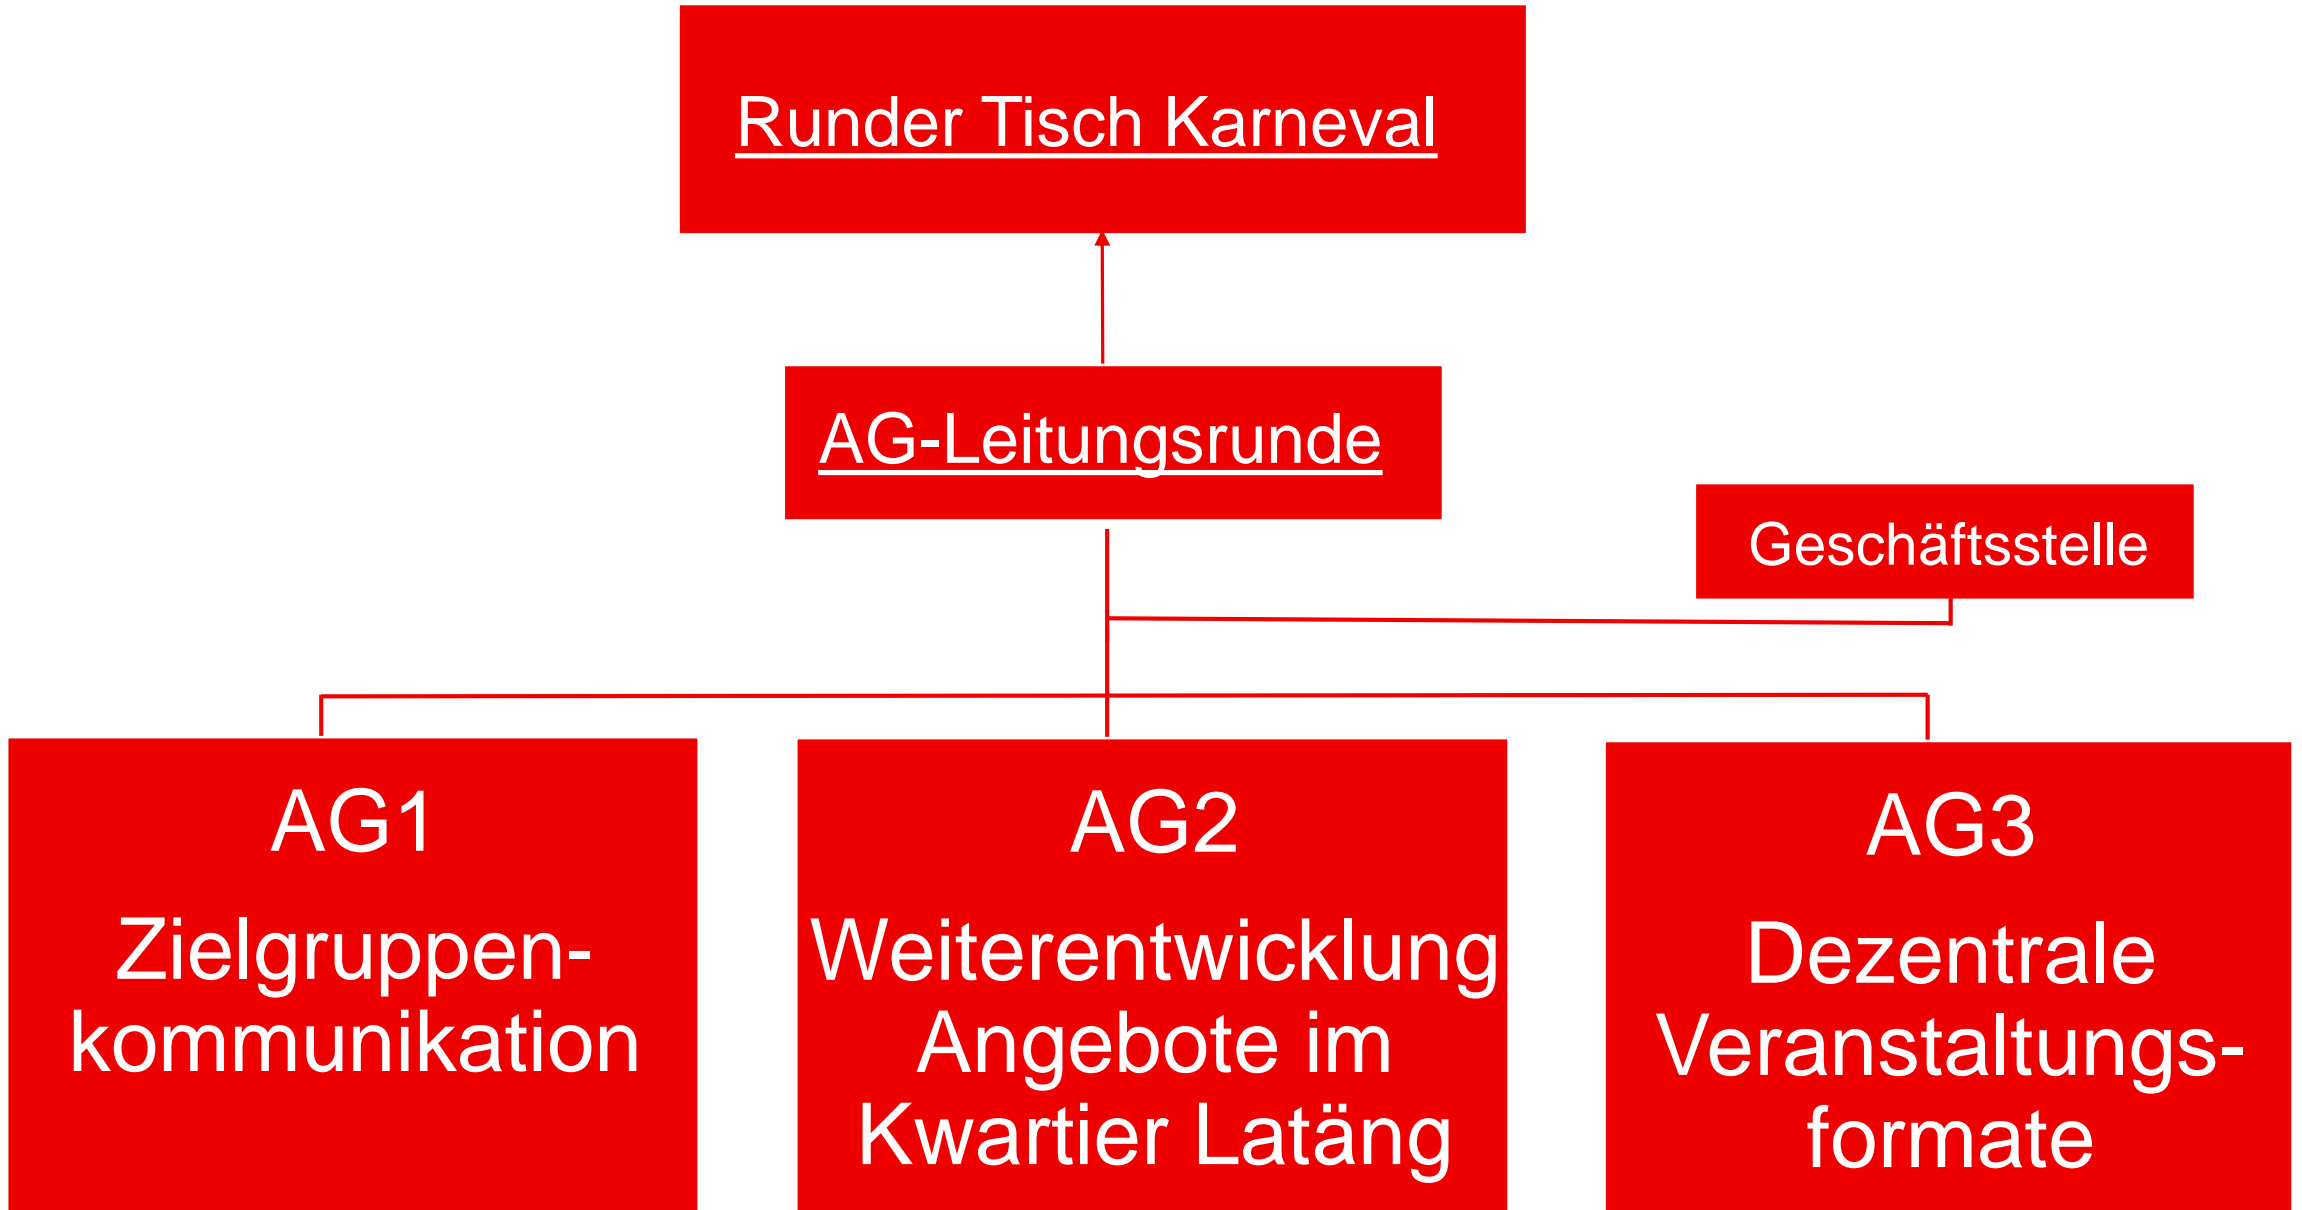 Runder Tisch Karneval
AG-Leitungsrunde
Geschäftsstelle
AG1
Zielgruppen-
kommunikation
AG2
Weiterentwicklung
Angebote im
Kwartier Latäng
AG3
Dezentrale
Veranstaltungs-
formate